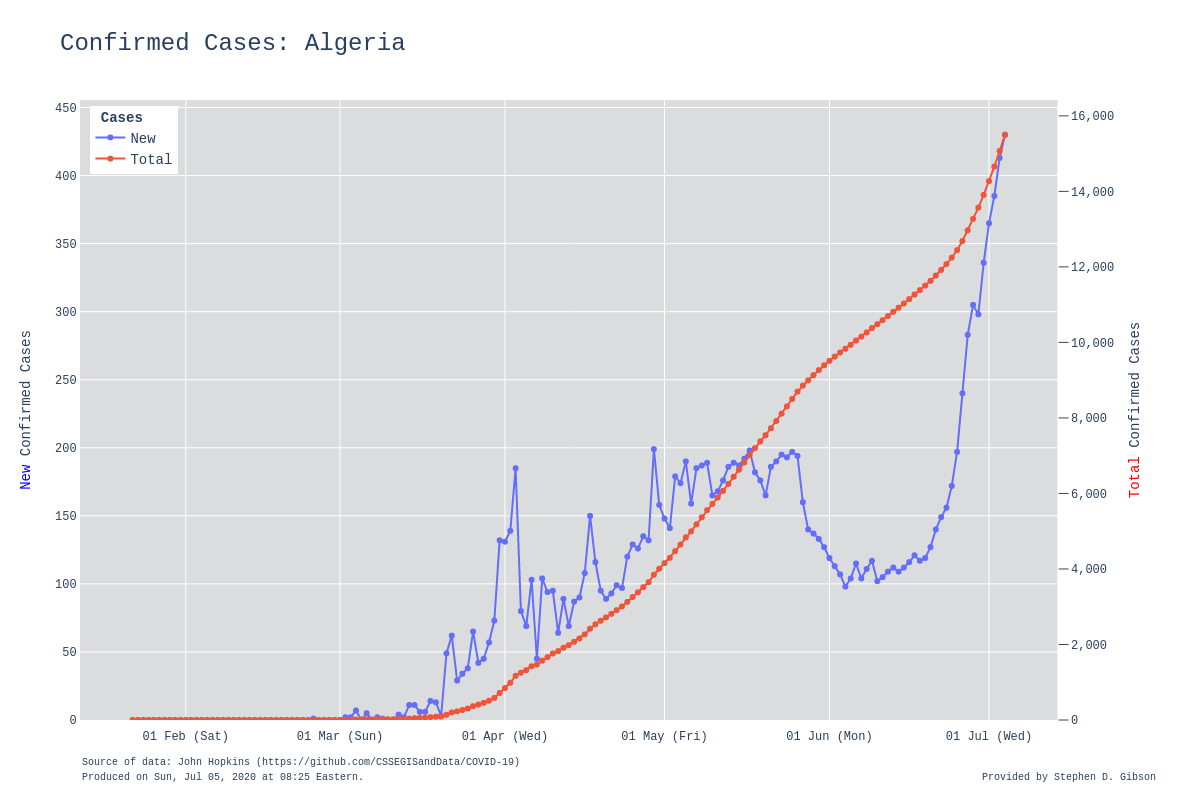 Confirmed Cases: Algeria
Cases
New
Total
450
400
350
300
250
200
150
100
50
0
New Confirmed Cases
16,000
14,000
12,000
10,000
8,000
6,000
4,000
2,000
0
Total Confirmed Cases
01 Feb (Sat) 01 Mar (Sun) 01 Apr (Wed) 01 May (Fri) 01 Jun (Mon) 01 Jul (Wed)
Source of data: John Hopkins (https://github.com/CSSEGISandData/COVID-19)
Produced on Sun, Jul 05, 2020 at 08:25 Eastern.
Provided by Stephen D. Gibson